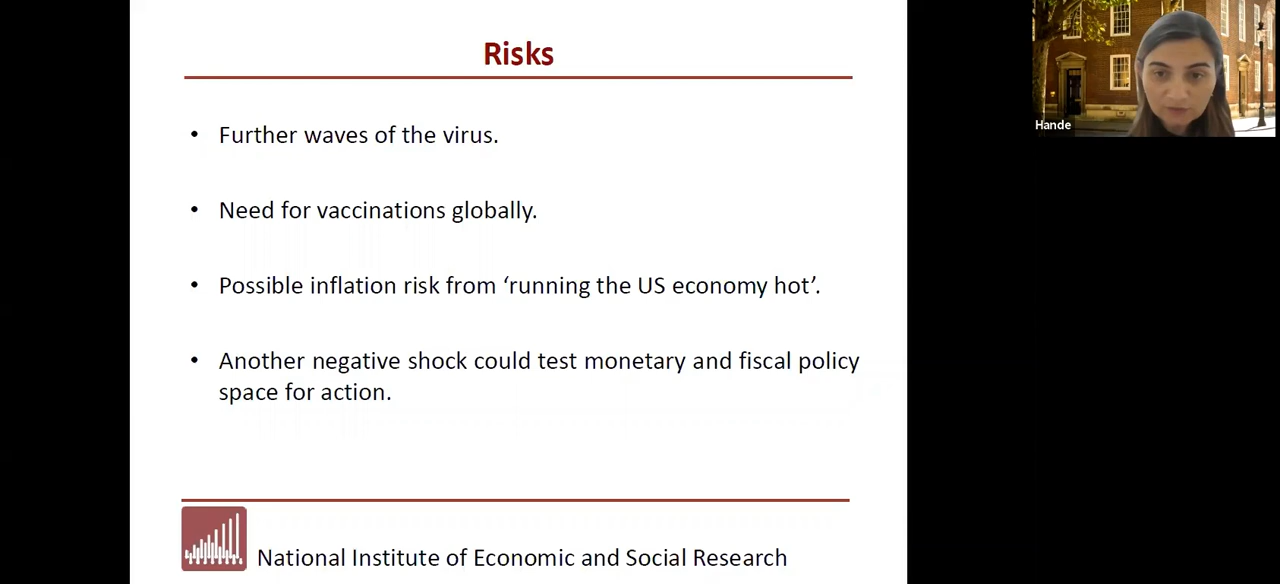 Risks
Hande
• Further waves of the virus.
• Need for vaccinations globally.
• Possible inflation risk from ‘running the US economy hot’.
• Another negative shock could test monetary and fiscal policy
space for action.
National Institute of Economic and Social Research